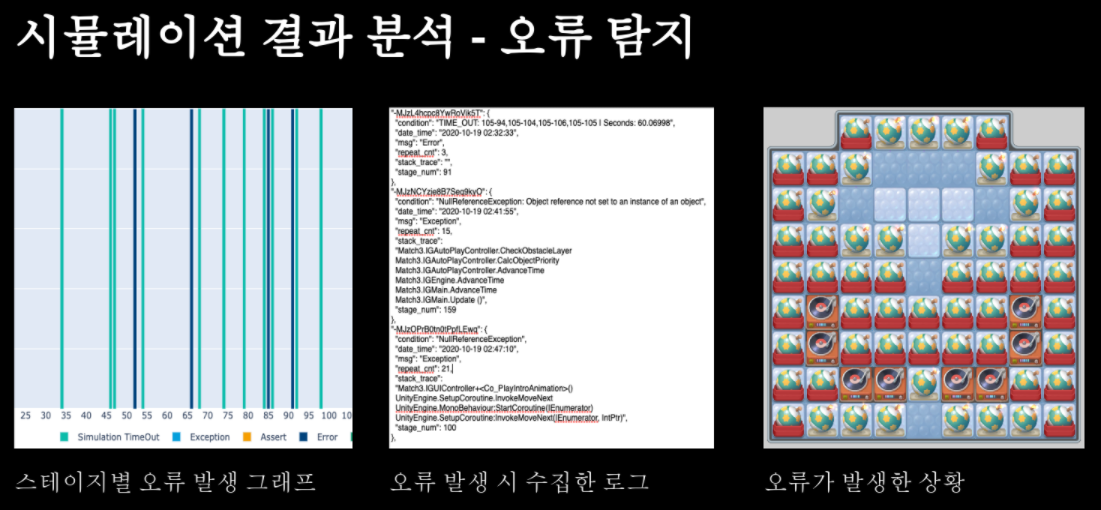 시뮬레이션 결과 분석 - 오류 탐지
25 30 35 40 45 50 55 60 65 70 75 80 85 90 95 100 10
Simulation TimeOut Exception Assert Error
스테이지별 오류 발생 그래프
"-MJzL4hcpc8YwRoVik5T": {
"condition": "TIME_OUT: 105-94,105-104,105-106,105-105 I Seconds: 60.06998",
"date_time": "2020-10-19 02:32:33",
"msg": "Error",
"repeat_cnt": 3,
"stack_trace": "",
"stage_num": 91
},
"-MJzNCYzje8B7Seq9kyO": {
"condition": "NullReferenceException: Object reference not set to an instance of an object",
"date_time": "2020-10-19 02:41:55",
"msg": "Exception",
"repeat_cnt": 15,
"stack_trace":
"Match3.IGAutoPlayController.CheckObstacleLayer
Match3.IGAutoPlayController.CalcObjectPriority
Match3.IGAutoPlayController.AdvanceTime
Match3.IGEngine.AdvanceTime
Match3.IGMain.AdvanceTime
Match3.IGMain.Update ()",
"stage_num": 159
},
"-MJzOPrB0tn0tPpfLEwq": {
"condition": "NullReferenceException",
"date_time": "2020-10-19 02:47:10",
"msg": "Exception",
"repeat_cnt": 21,
"stack_trace":
"Match3.IGUIController+<Co_PlayIntroAnimation>()
UnityEngine.SetupCoroutine.InvokeMoveNext
UnityEngine.MonoBehaviour:StartCoroutine(IEnumerator)
UnityEngine.SetupCoroutine:InvokeMoveNext(IEnumerator, IntPtr)",
"stage_num": 100
},
오류 발생 시 수집한 로그
오류가 발생한 상황